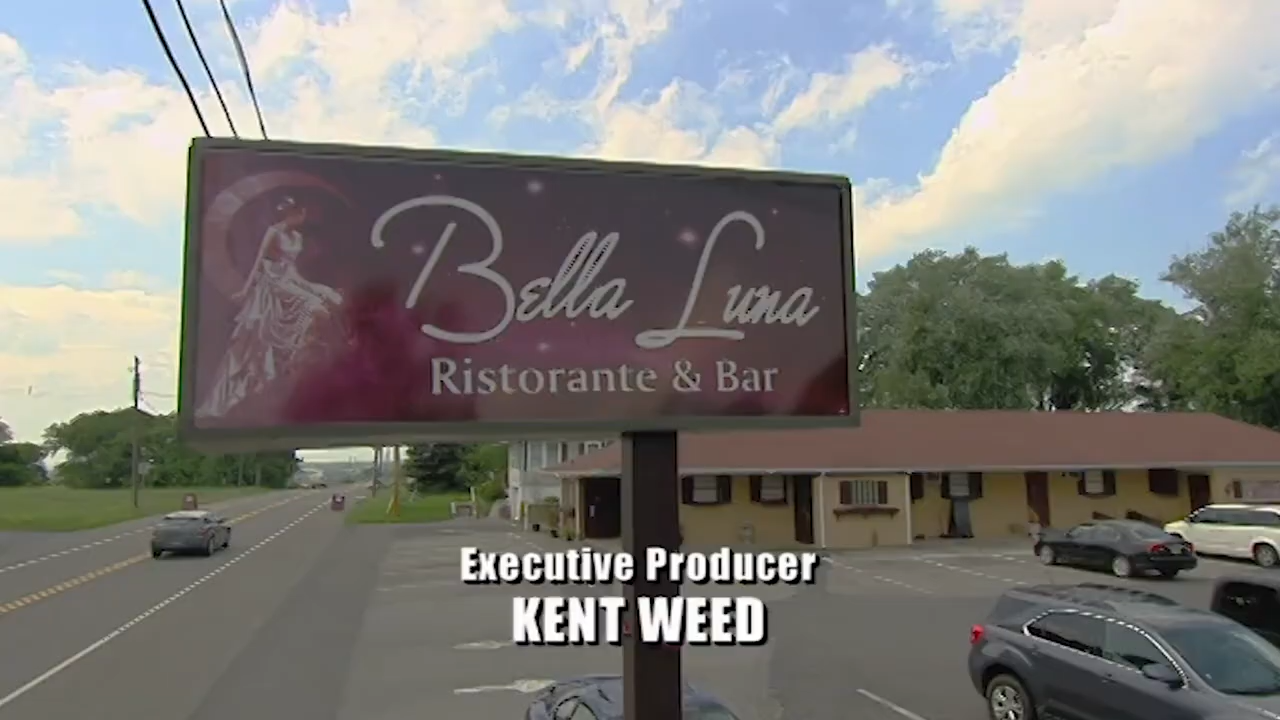 Bella Luna
Ristorante & Bar
Executive Producer
KENT WEED